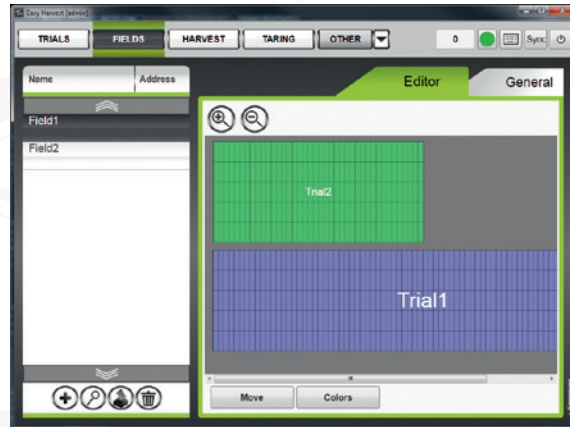 Easy Harvest [admin]
TRIALS FIELDS HARVEST TARING OTHER 0 Sync
Name Address
Editor General
Field1
Field2
Trial2
Trial1
Move Colors